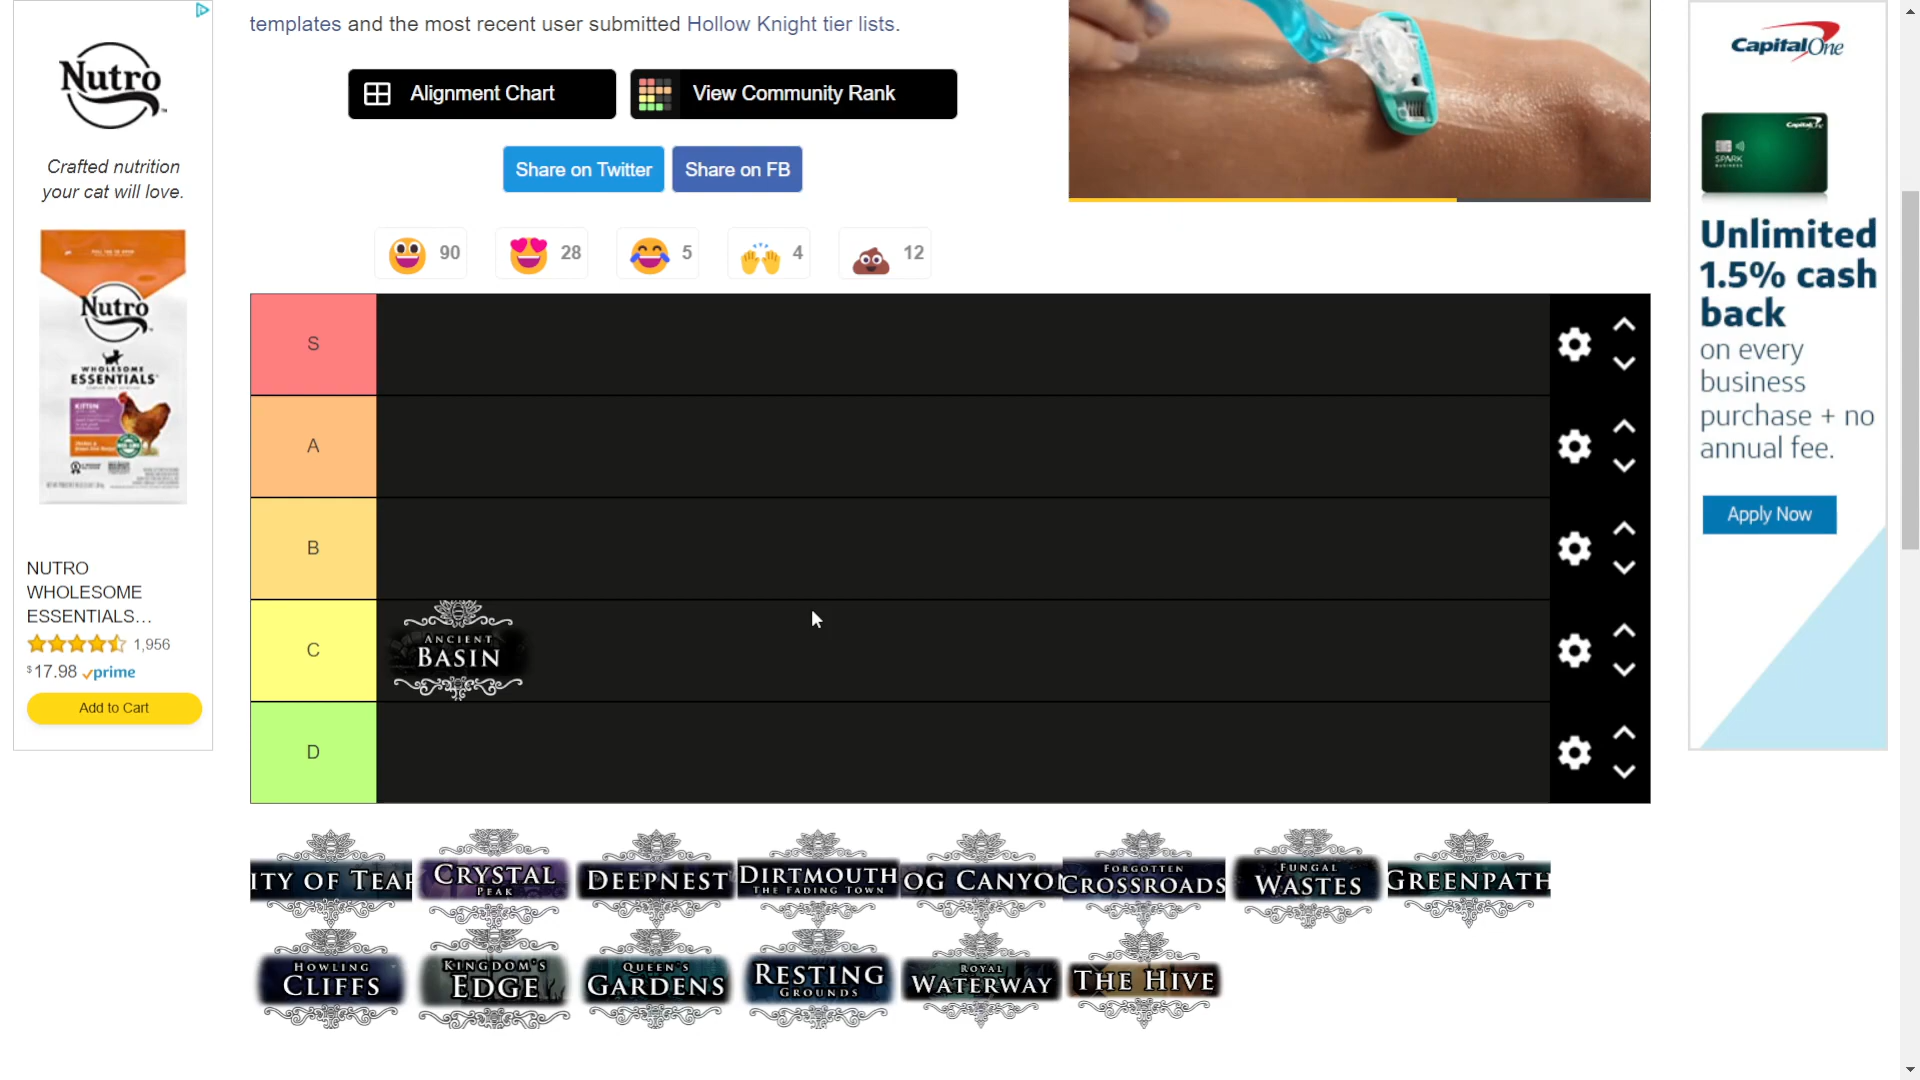 Nutro
Crafted nutrition
your cat will love.
Nutro
WHOLESOME
ESSENTIALS
KITTEN
NUTRO
WHOLESOME
ESSENTIALS...
1,956
$17.98 prime
Add to Cart
templates and the most recent user submitted Hollow Knight tier lists.
Alignment Chart
View Community Rank
Share on Twitter
Share on FB
90
28
5
4
12
S
A
B
C
ANCIENT
BASIN
D
ITY OF TEAR
CRYSTAL
PEAK
DEEPNEST
DIRTMOUTH
THE FADING TOWN
OG CANYON
FORGOTTEN
CROSSROADS
FUNGAL
WASTES
GREENPATH
HOWLING
CLIFFS
KINGDOM'S
EDGE
QUEEN'S
GARDENS
RESTING
GROUNDS
ROYAL
WATERWAY
THE HIVE
Capital One
Capital One
SPARK
BUSINESS
Unlimited
1.5% cash
back
on every
business
purchase + no
annual fee.
Apply Now